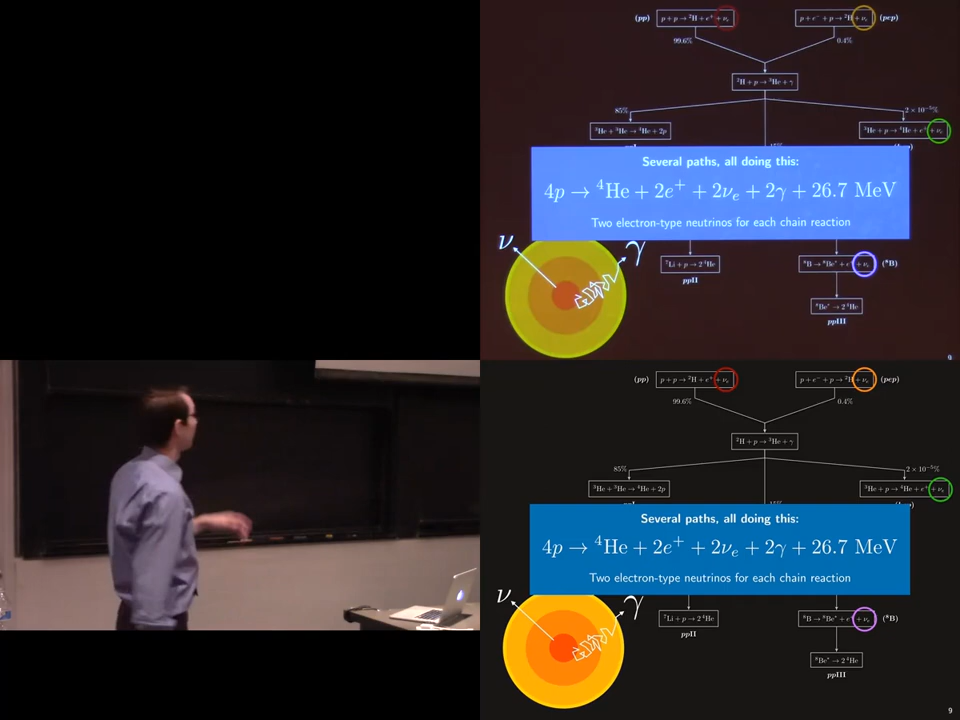 (pp) p + p → ²H + e⁺ + νₑ p + e⁻ + p → ²H + νₑ (pep)
99.6% 0.4%
²H + p → ³He + γ
85% 2 × 10⁻⁵%
³He + ³He → ⁴He + 2p ³He + p → ⁴He + e⁺ + νₑ
Several paths, all doing this:
4p → ⁴He + 2e⁺ + 2νₑ + 2γ + 26.7 MeV
Two electron-type neutrinos for each chain reaction
ν γ
⁷Li + p → 2 ⁴He ⁸B → ⁸Be* + e⁺ + νₑ (⁸B)
ppII
⁸Be* → 2 ⁴He
ppIII
9
(pp) p + p → ²H + e⁺ + νₑ p + e⁻ + p → ²H + νₑ (pep)
99.6% 0.4%
²H + p → ³He + γ
85% 2 × 10⁻⁵%
³He + ³He → ⁴He + 2p ³He + p → ⁴He + e⁺ + νₑ
15%
Several paths, all doing this:
4p → ⁴He + 2e⁺ + 2νₑ + 2γ + 26.7 MeV
Two electron-type neutrinos for each chain reaction
ν γ
⁷Li + p → 2 ⁴He ⁸B → ⁸Be* + e⁺ + νₑ (⁸B)
ppII
⁸Be* → 2 ⁴He
ppIII
9